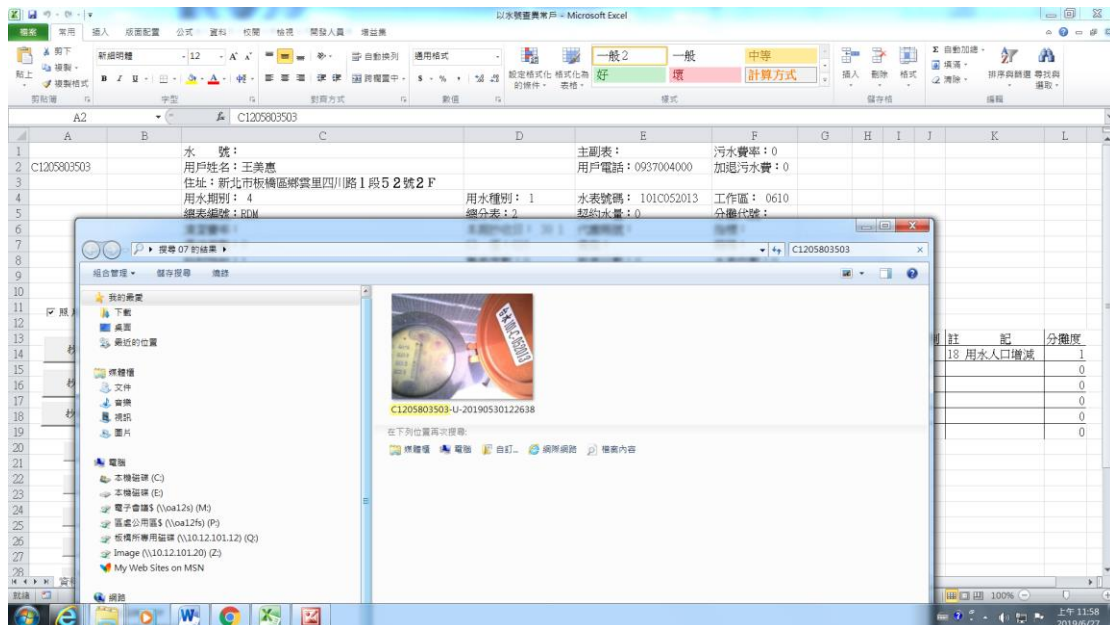 以水號查異常戶 - Microsoft Excel
檔案 常用 插入 版面配置 公式 資料 校閱 檢視 開發人員 增益集
貼上
剪下
複製
複製格式
剪貼簿
新細明體 12
字型
自動換列
跨欄置中
對齊方式
通用格式
數值
設定格式化的條件
格式化為表格
一般 2 一般 中等
好 壞 計算方式
樣式
插入 刪除 格式
儲存格
自動加總
填滿
清除
排序與篩選 尋找與選取
編輯
A2 C1205803503
A B C D E F G H I J K L
1 水 號： 主副表： 污水費率：0
2 C1205803503 用戶姓名：王美惠 用戶電話：0937004000 加退污水費：0
3 住址：新北市板橋區鄉雲里四川路1段52號2F
4 用水期別： 4 用水種別： 1 水表號碼： 101C052013 工作區： 0610
5 總表編號：RDM 總分表：2 契約水量：0 分攤代號：
搜尋 07 的結果
C1205803503
組合管理 儲存搜尋 燒錄
我的最愛
下載
桌面
最近的位置
媒體櫃
文件
音樂
視訊
圖片
電腦
本機磁碟 (C:)
本機磁碟 (E:)
電子會議$ (\\oa12s) (M:)
區處公用區$ (\\oa12fs) (P:)
板橋所專用磁碟 (\\10.12.101.12) (Q:)
Image (\\10.12.101.20) (Z:)
My Web Sites on MSN
網路
C1205803503-U-20190530122638
在下列位置再次搜尋:
媒體櫃 電腦 自訂... 網際網路 檔案內容
註 記 分攤度
18 用水人口增減 1
0
0
0
0
0
就緒
100%
上午 11:58
2019/6/27